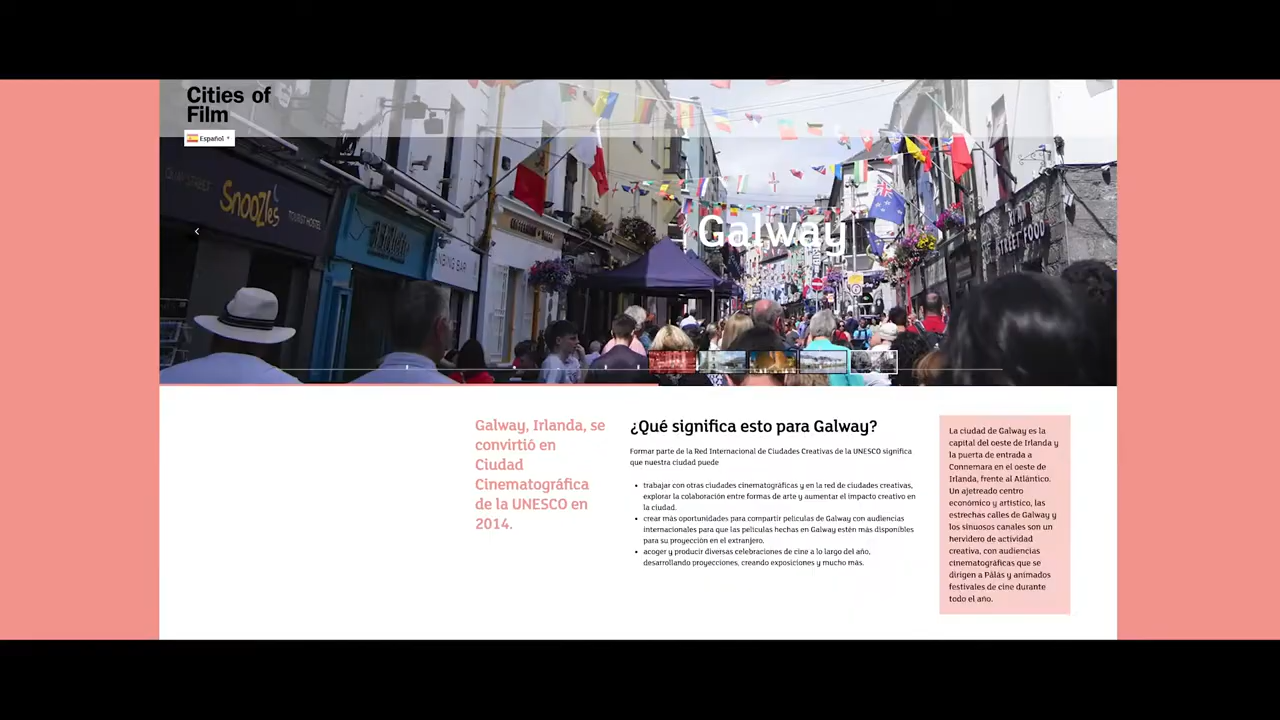 Cities of
Film
Español
QUAY STREET
SNOOZLES
TOURIST HOSTEL
Galway
STREET FOOD
Galway, Irlanda, se
convirtió en
Ciudad
Cinematográfica
de la UNESCO en
2014.
¿Qué significa esto para Galway?
Formar parte de la Red Internacional de Ciudades Creativas de la UNESCO significa
que nuestra ciudad puede
trabajar con otras ciudades cinematográficas y en la red de ciudades creativas,
explorar la colaboración entre formas de arte y aumentar el impacto creativo en
la ciudad.
crear más oportunidades para compartir películas de Galway con audiencias
internacionales para que las películas hechas en Galway estén más disponibles
para su proyección en el extranjero.
acoger y producir diversas celebraciones de cine a lo largo del año,
desarrollando proyecciones, creando exposiciones y mucho más.
La ciudad de Galway es la
capital del oeste de Irlanda y
la puerta de entrada a
Connemara en el oeste de
Irlanda, frente al Atlántico.
Un ajetreado centro
económico y artístico, las
estrechas calles de Galway y
los sinuosos canales son un
hervidero de actividad
creativa, con audiencias
cinematográficas que se
dirigen a Pálás y animados
festivales de cine durante
todo el año.